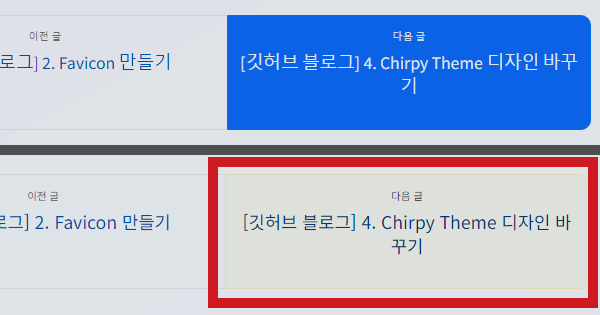 이전 글
로그] 2. Favicon 만들기
다음 글
[깃허브 블로그] 4. Chirpy Theme 디자인 바꾸
기
이전 글
로그] 2. Favicon 만들기
다음 글
[깃허브 블로그] 4. Chirpy Theme 디자인 바
꾸기